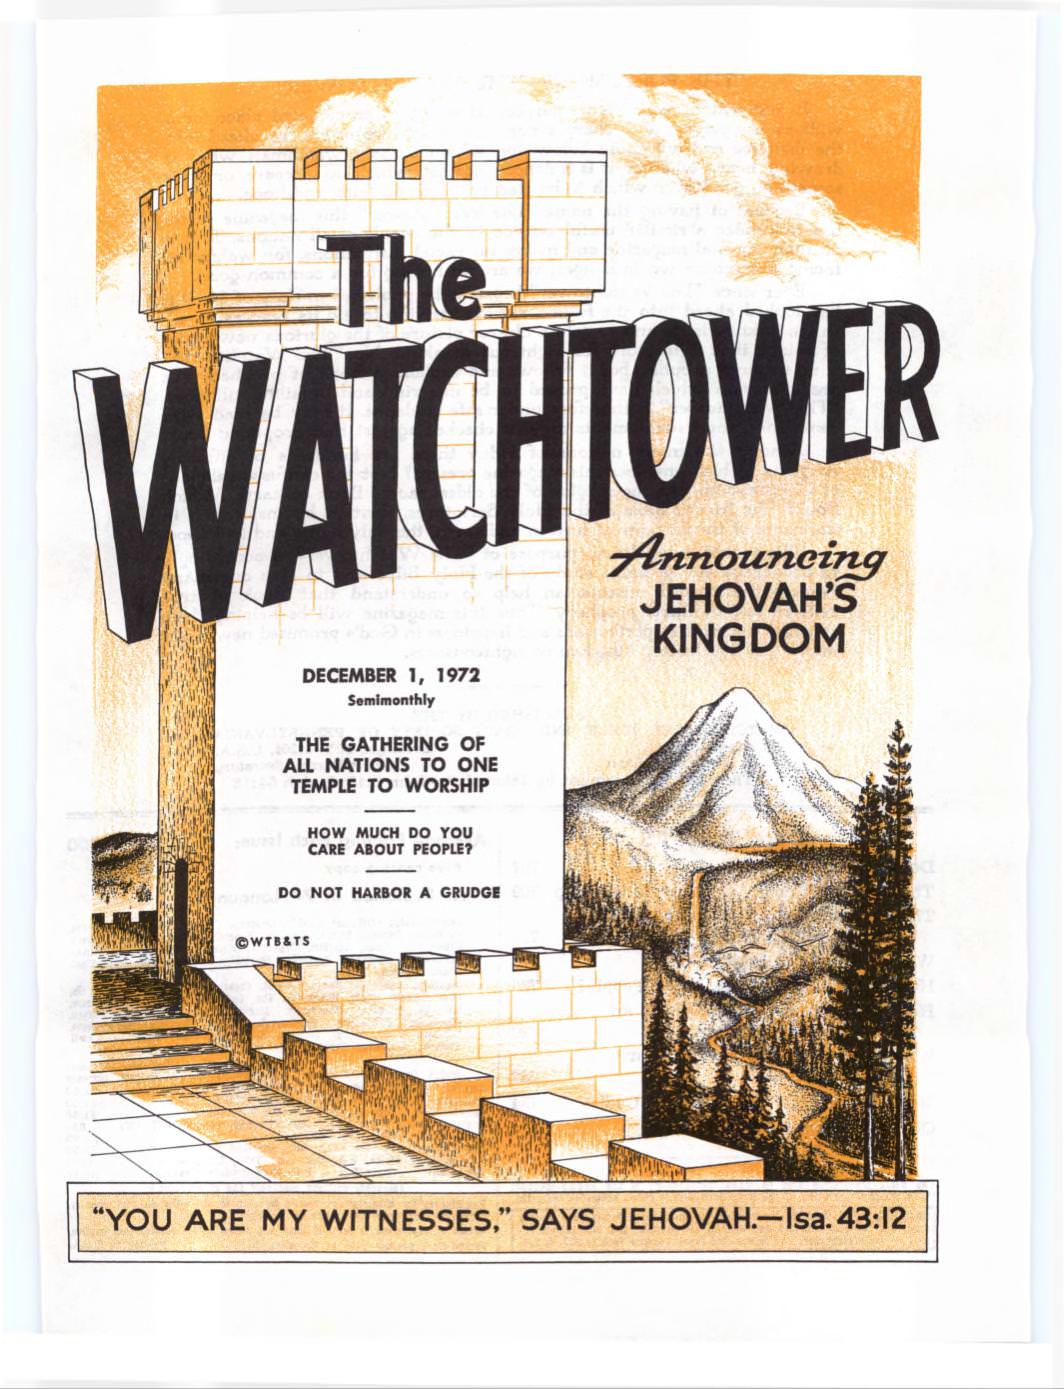 The
WATCHTOWER
Announcing
JEHOVAH'S
KINGDOM
DECEMBER 1, 1972
Semimonthly
THE GATHERING OF
ALL NATIONS TO ONE
TEMPLE TO WORSHIP
HOW MUCH DO YOU
CARE ABOUT PEOPLE?
DO NOT HARBOR A GRUDGE
©WTB&TS
“YOU ARE MY WITNESSES,” SAYS JEHOVAH.—Isa. 43:12